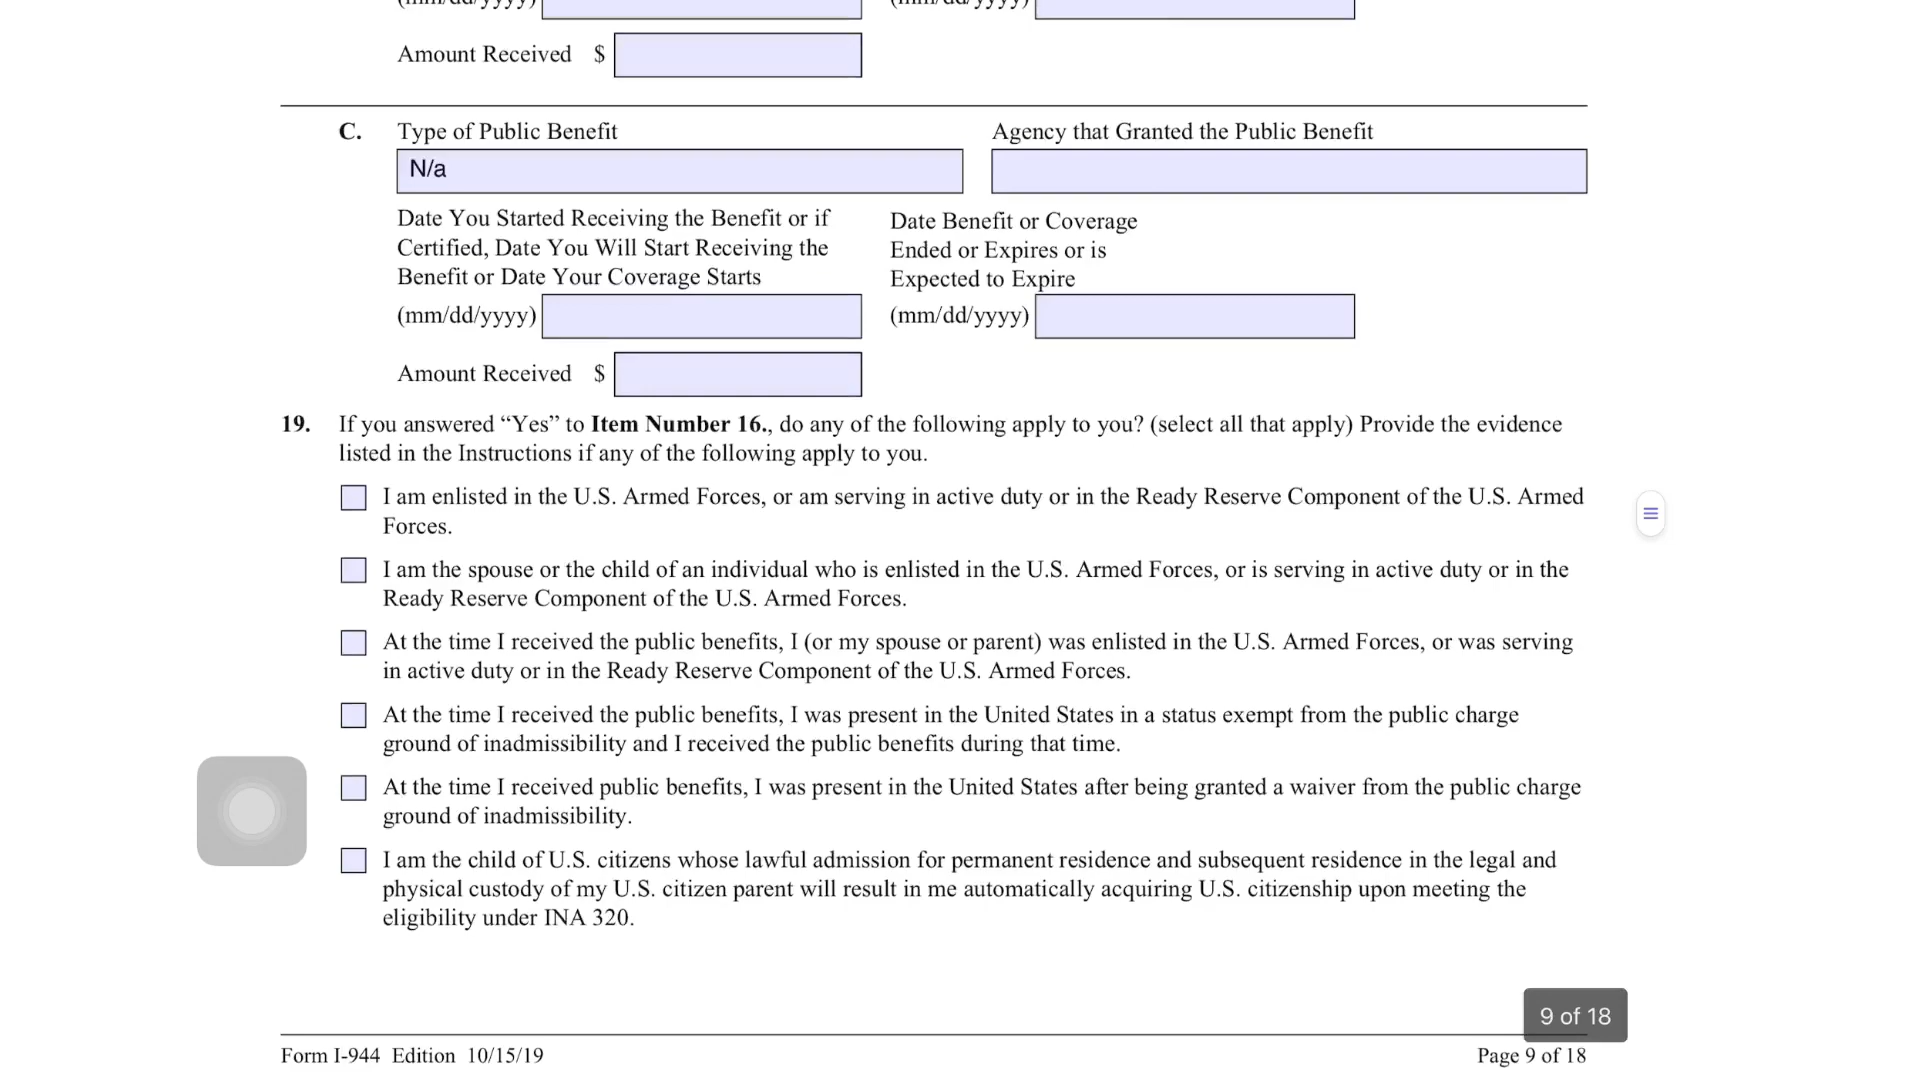 (mm/dd/yyyy) (mm/dd/yyyy)
Amount Received $
C. Type of Public Benefit Agency that Granted the Public Benefit
N/a
Date You Started Receiving the Benefit or if
Certified, Date You Will Start Receiving the
Benefit or Date Your Coverage Starts
(mm/dd/yyyy)
Date Benefit or Coverage
Ended or Expires or is
Expected to Expire
(mm/dd/yyyy)
Amount Received $
19. If you answered “Yes” to Item Number 16., do any of the following apply to you? (select all that apply) Provide the evidence
listed in the Instructions if any of the following apply to you.
I am enlisted in the U.S. Armed Forces, or am serving in active duty or in the Ready Reserve Component of the U.S. Armed
Forces.
I am the spouse or the child of an individual who is enlisted in the U.S. Armed Forces, or is serving in active duty or in the
Ready Reserve Component of the U.S. Armed Forces.
At the time I received the public benefits, I (or my spouse or parent) was enlisted in the U.S. Armed Forces, or was serving
in active duty or in the Ready Reserve Component of the U.S. Armed Forces.
At the time I received the public benefits, I was present in the United States in a status exempt from the public charge
ground of inadmissibility and I received the public benefits during that time.
At the time I received public benefits, I was present in the United States after being granted a waiver from the public charge
ground of inadmissibility.
I am the child of U.S. citizens whose lawful admission for permanent residence and subsequent residence in the legal and
physical custody of my U.S. citizen parent will result in me automatically acquiring U.S. citizenship upon meeting the
eligibility under INA 320.
9 of 18
Form I-944 Edition 10/15/19 Page 9 of 18